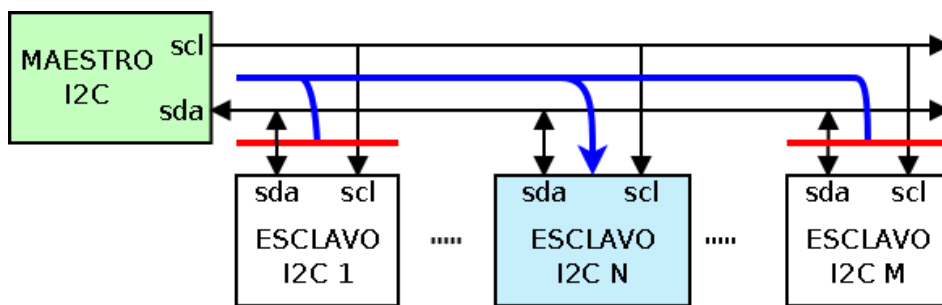 MAESTRO
I2C
scl
sda
sda scl
ESCLAVO
I2C 1
.....
sda scl
ESCLAVO
I2C N
.....
sda scl
ESCLAVO
I2C M